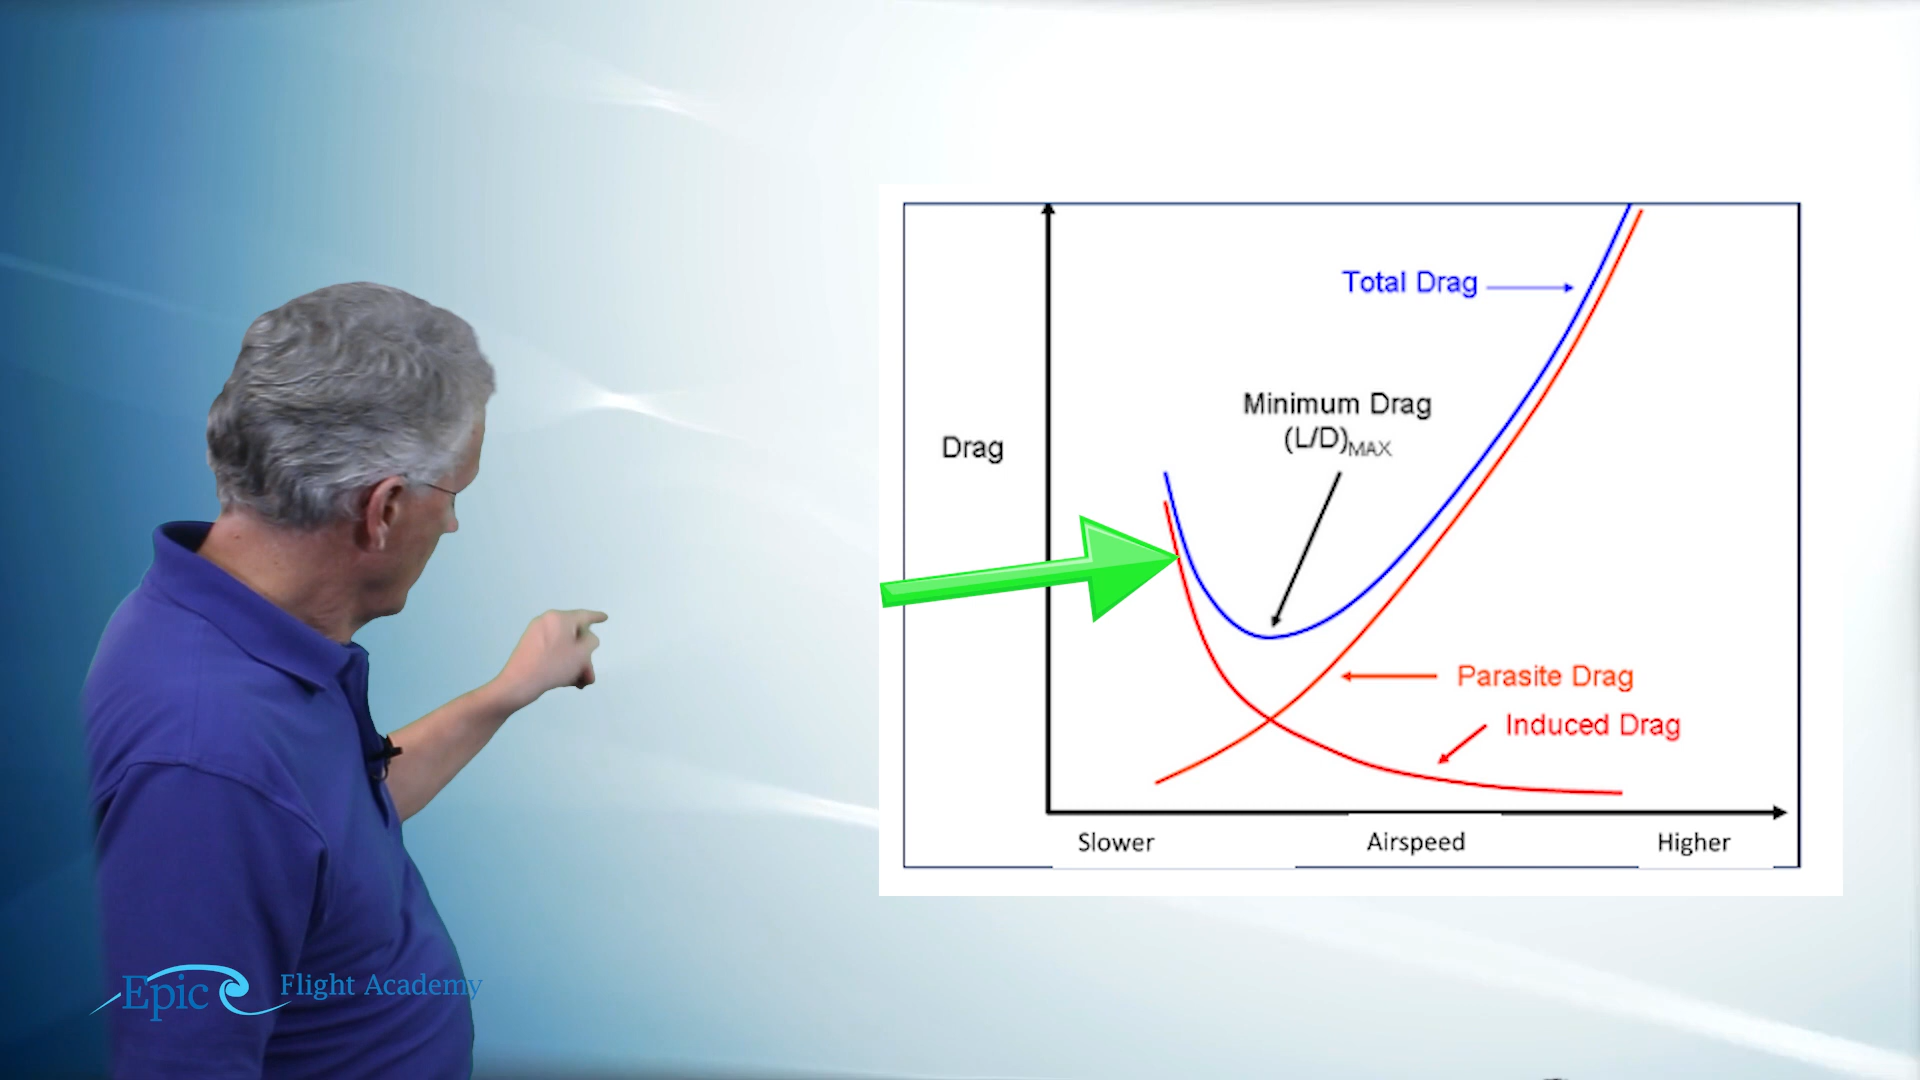 Total Drag
Minimum Drag
(L/D)MAX
Drag
Parasite Drag
Induced Drag
Slower
Airspeed
Higher
Epic Flight Academy